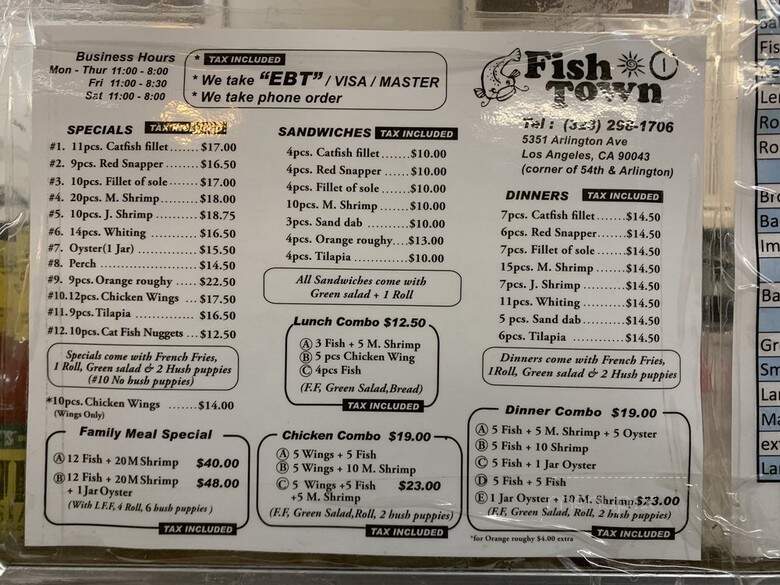 Business Hours
Mon - Thur 11:00 - 8:00
Fri 11:00 - 8:30
Sat 11:00 - 8:00
* TAX INCLUDED
* We take "EBT" / VISA / MASTER
* We take phone order
Fish Town
Tel : (323) 298-1706
5351 Arlington Ave
Los Angeles, CA 90043
(corner of 54th & Arlington)
SPECIALS TAX INCLUDED
#1. 11pcs. Catfish fillet ....... $17.00
#2. 9pcs. Red Snapper ....... $16.50
#3. 10pcs. Fillet of sole ....... $17.00
#4. 20pcs. M. Shrimp ....... $18.00
#5. 10pcs. J. Shrimp ....... $18.75
#6. 14pcs. Whiting ....... $16.50
#7. Oyster(1 Jar) ....... $15.50
#8. Perch ....... $14.50
#9. 9pcs. Orange roughy .... $22.50
#10. 12pcs. Chicken Wings ... $17.50
#11. 9pcs. Tilapia ....... $16.50
#12. 10pcs. Cat Fish Nuggets ... $12.50
Specials come with French Fries,
1 Roll, Green salad & 2 Hush puppies
(#10 No hush puppies)
*10pcs. Chicken Wings ....... $14.00
(Wings Only)
Family Meal Special
A 12 Fish + 20M Shrimp $40.00
B 12 Fish + 20M Shrimp $48.00
+ 1 Jar Oyster
(With 1.F.F, 4 Roll, 6 hush puppies )
TAX INCLUDED
SANDWICHES TAX INCLUDED
4pcs. Catfish fillet .......$10.00
4pcs. Red Snapper ...... $10.00
4pcs. Fillet of sole .......$10.00
10pcs. M. Shrimp .......$10.00
3pcs. Sand dab ..........$10.00
4pcs. Orange roughy....$13.00
4pcs. Tilapia ............$10.00
All Sandwiches come with
Green salad + 1 Roll
Lunch Combo $12.50
A 3 Fish + 5 M. Shrimp
B 5 pcs Chicken Wing
C 4pcs Fish
(F.F, Green Salad, Bread)
TAX INCLUDED
Chicken Combo $19.00
A 5 Wings + 5 Fish
B 5 Wings + 10 M. Shrimp
C 5 Wings +5 Fish $23.00
+5 M. Shrimp
(F.F, Green Salad, Roll, 2 hush puppies)
TAX INCLUDED
DINNERS TAX INCLUDED
7pcs. Catfish fillet .......$14.50
6pcs. Red Snapper.......$14.50
7pcs. Fillet of sole .......$14.50
15pcs. M. Shrimp .......$14.50
7pcs. J. Shrimp .......$14.50
11pcs. Whiting .......$14.50
5 pcs. Sand dab .......$14.50
6pcs. Tilapia .......$14.50
Dinners come with French Fries,
1Roll, Green salad & 2 Hush puppies
Dinner Combo $19.00
A 5 Fish + 5 M. Shrimp + 5 Oyster
B 5 Fish + 10 Shrimp
C 5 Fish + 1 Jar Oyster
D 5 Fish + 5 Fish
E 1 Jar Oyster + 10 M. Shrimp $23.00
(F.F, Green Salad, Roll, 2 hush puppies)
TAX INCLUDED
*for Orange roughy $4.00 extra